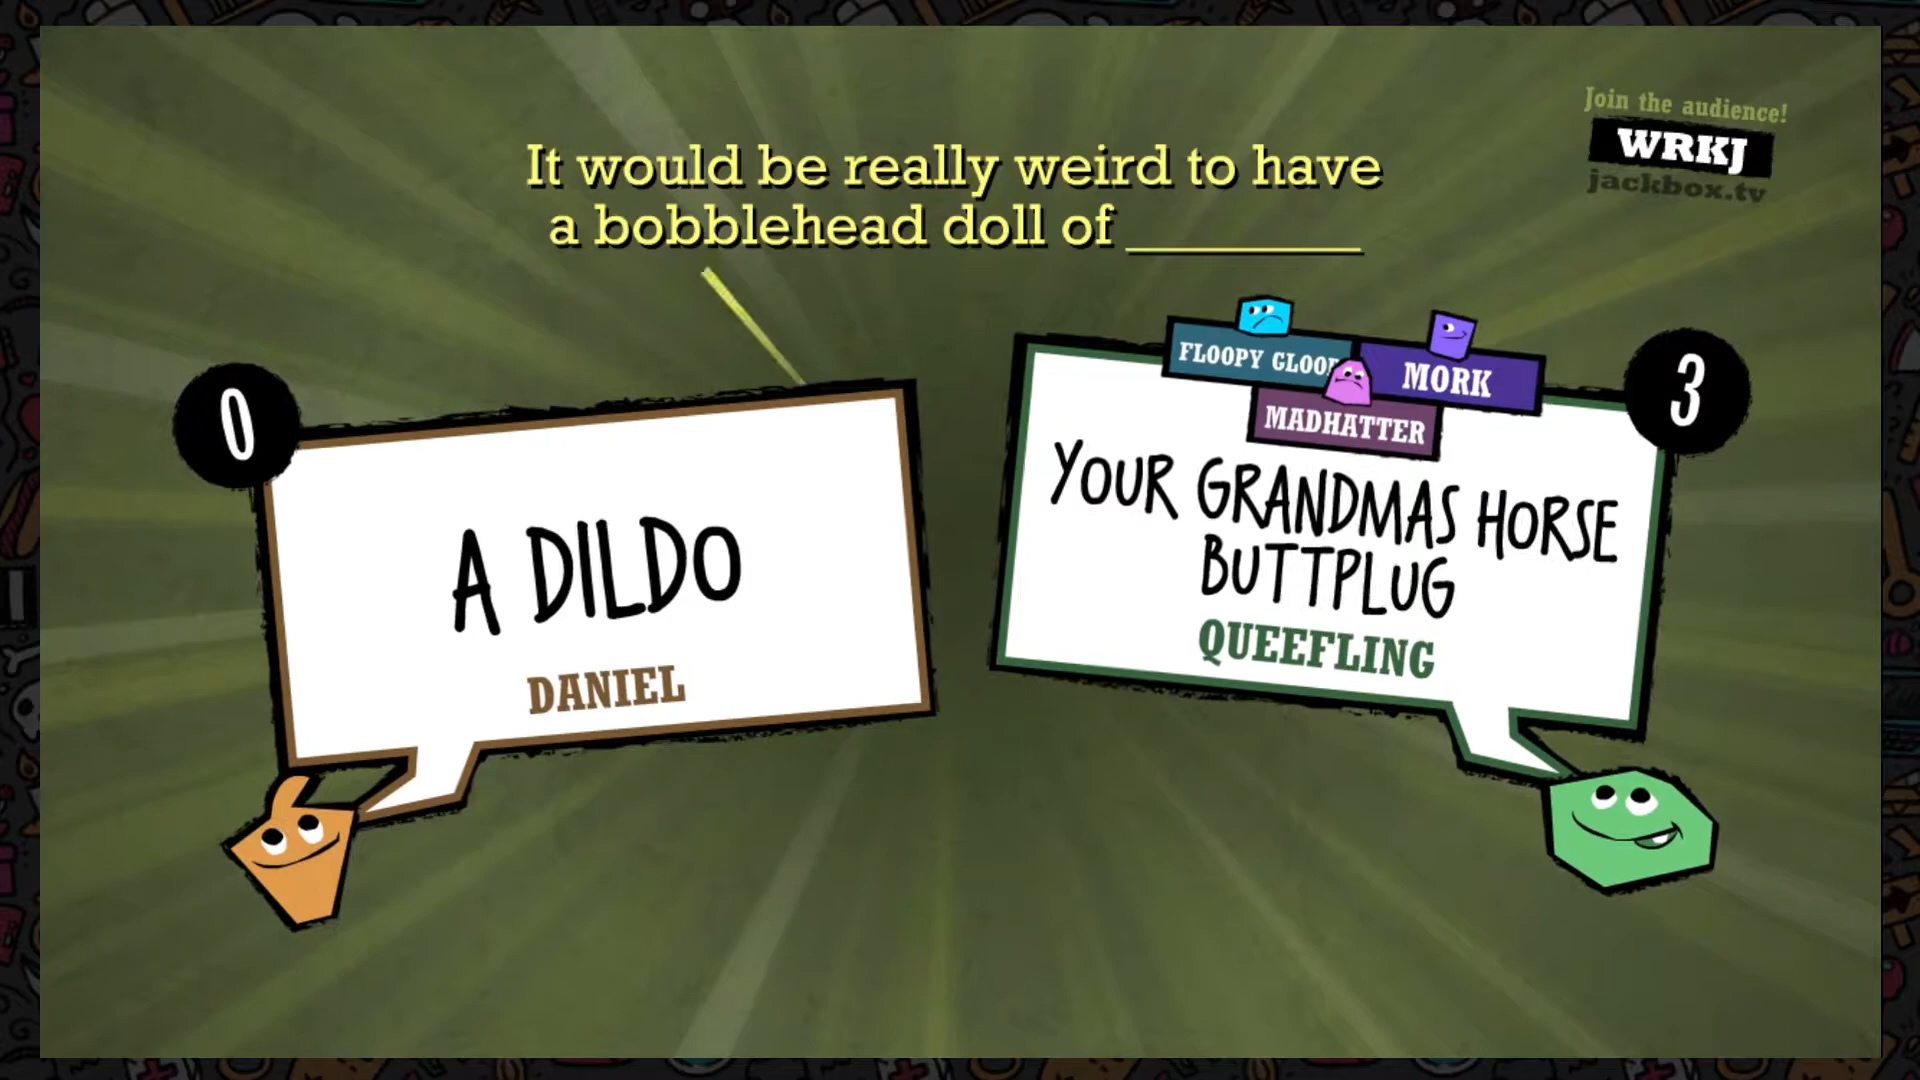 Join the audience!
WRKJ
jackbox.tv
It would be really weird to have
a bobblehead doll of ________
0
A DILDO
DANIEL
FLOOPY
MORK
MADHATTER
3
YOUR GRANDMAS HORSE
BUTTPLUG
QUEEFLING